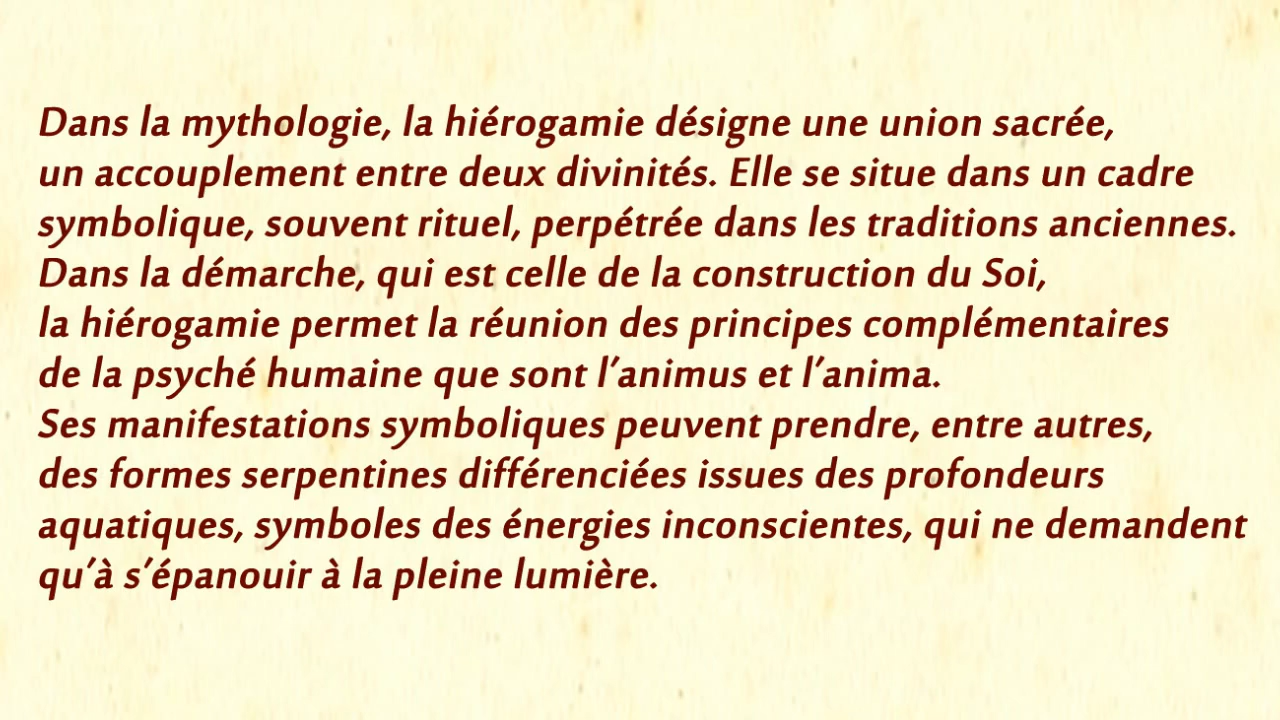 Dans la mythologie, la hiérogamie désigne une union sacrée,
un accouplement entre deux divinités. Elle se situe dans un cadre
symbolique, souvent rituel, perpétrée dans les traditions anciennes.
Dans la démarche, qui est celle de la construction du Soi,
la hiérogamie permet la réunion des principes complémentaires
de la psyché humaine que sont l'animus et l'anima.
Ses manifestations symboliques peuvent prendre, entre autres,
des formes serpentines différenciées issues des profondeurs
aquatiques, symboles des énergies inconscientes, qui ne demandent
qu'à s'épanouir à la pleine lumière.